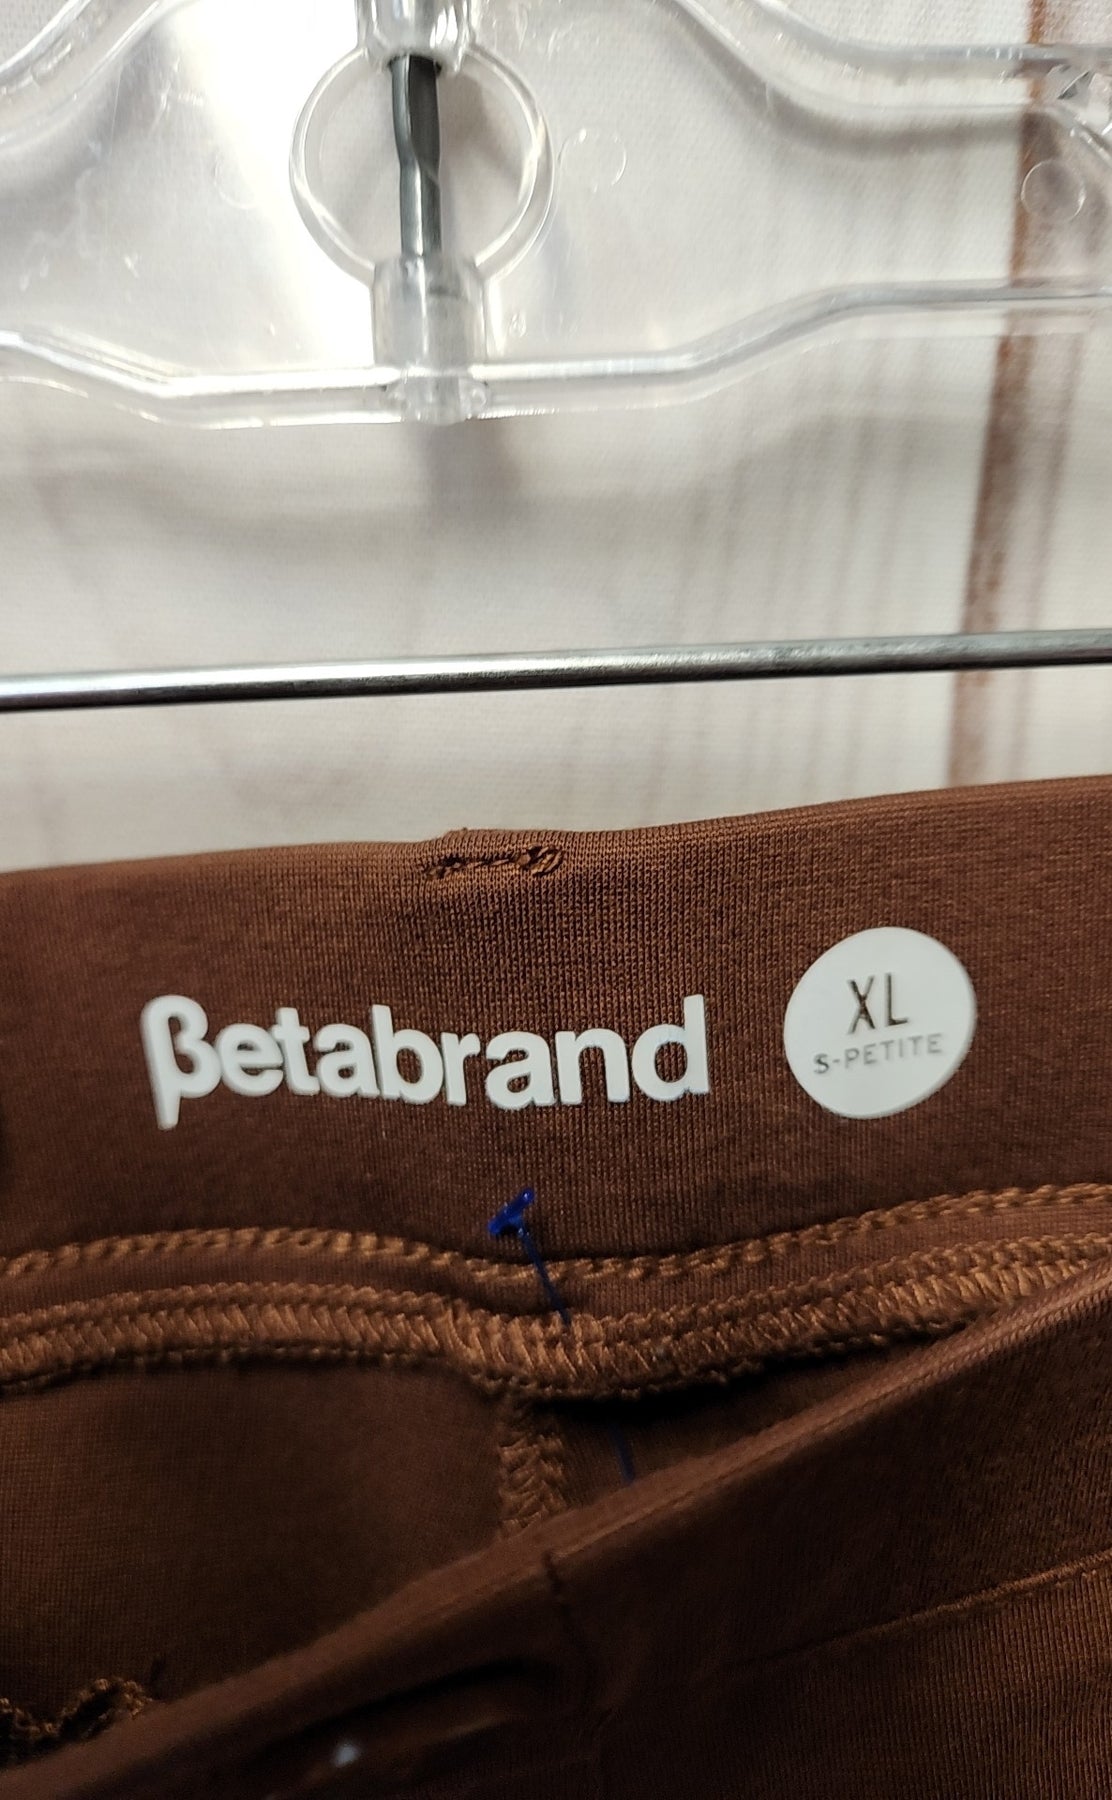 βetabrand
XL
S-PETITE